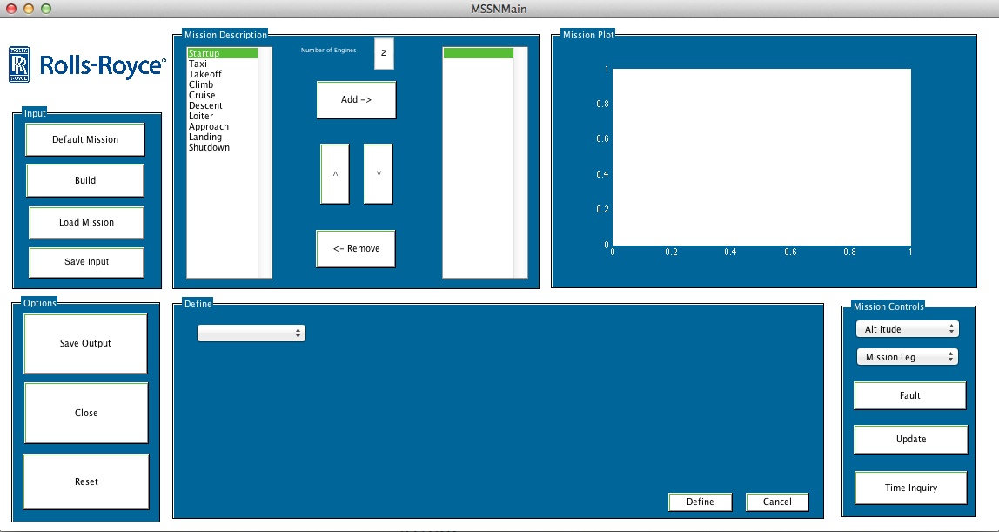 MSSNMain
ROLLS
RR
ROYCE
Rolls-Royce®
Input
Default Mission
Build
Load Mission
Save Input
Mission Description
Startup
Taxi
Takeoff
Climb
Cruise
Descent
Loiter
Approach
Landing
Shutdown
Number of Engines
2
Add ->
^
v
<- Remove
Mission Plot
1
0.8
0.6
0.4
0.2
0
0 0.2 0.4 0.6 0.8 1
Options
Save Output
Close
Reset
Define
Define
Cancel
Mission Controls
Alt itude
Mission Leg
Fault
Update
Time Inquiry